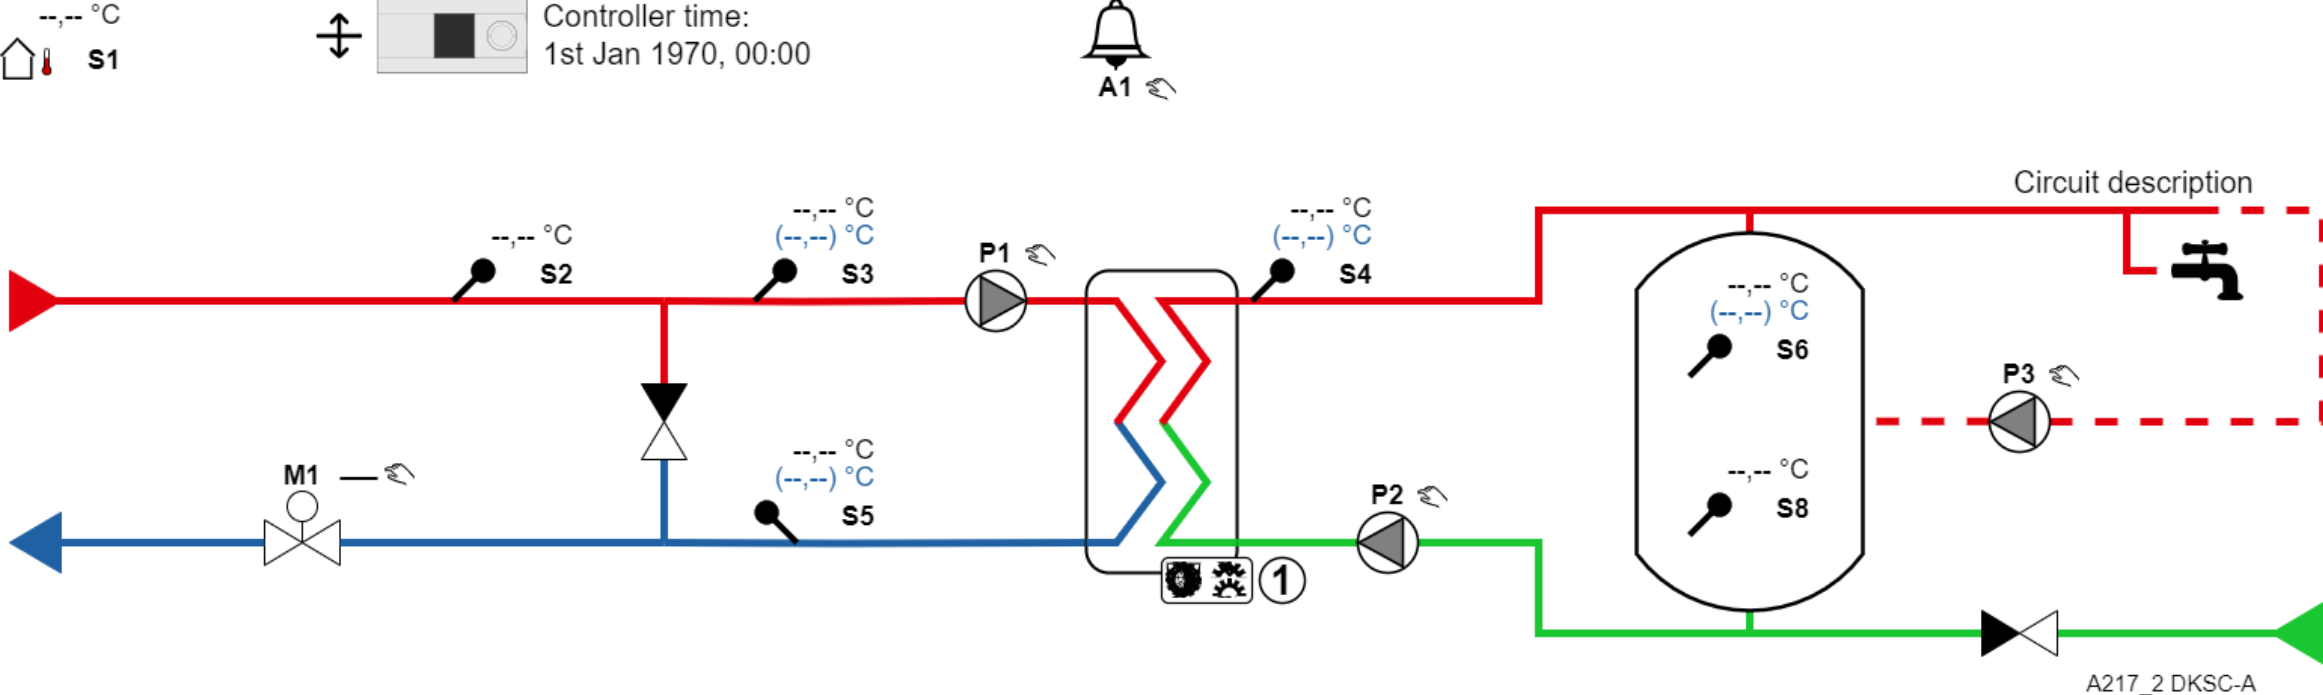 --,-- °C
S1
Controller time:
1st Jan 1970, 00:00
A1
Circuit description
--,-- °C
S2
--,-- °C
(--,--) °C
S3
P1
--,-- °C
(--,--) °C
S4
--,-- °C
(--,--) °C
S6
P3
M1
--,-- °C
(--,--) °C
S5
P2
--,-- °C
S8
1
A217_2 DKSC-A